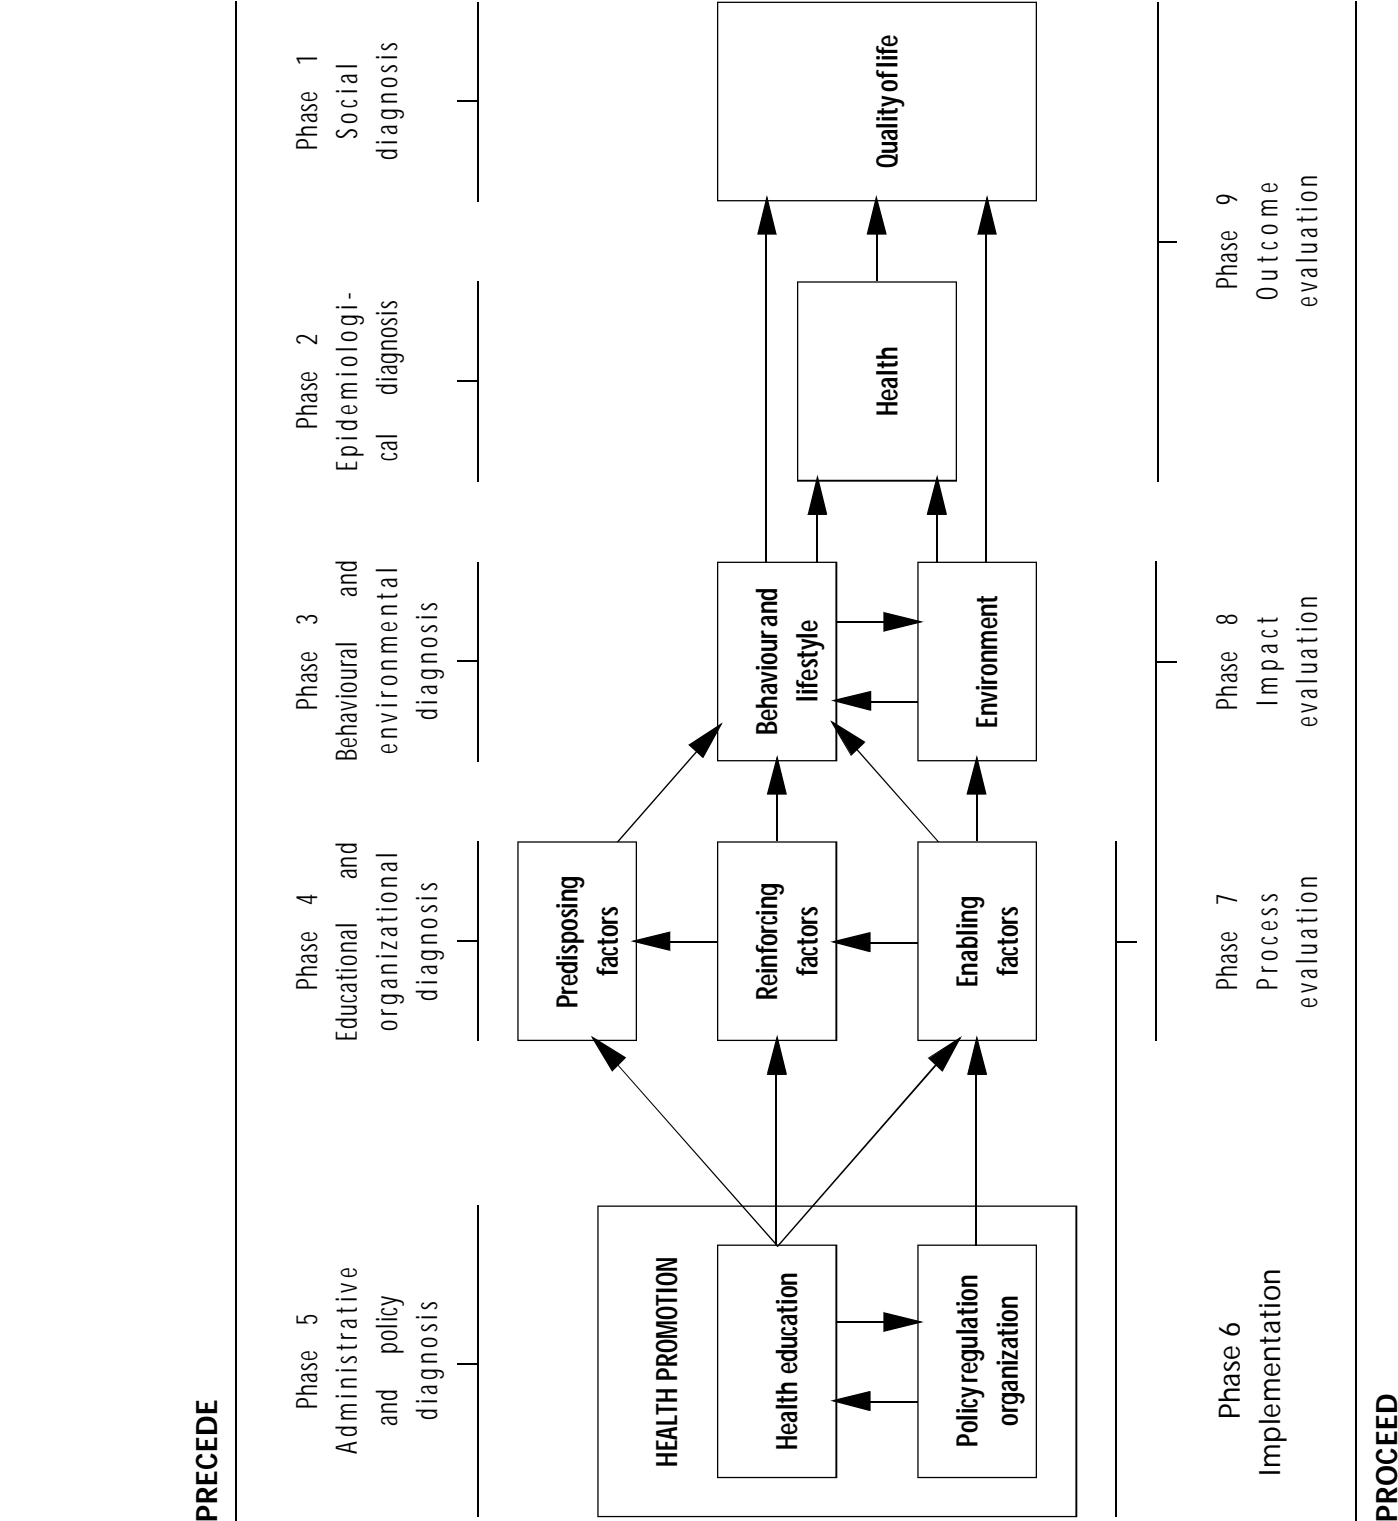 PRECEDE
Phase 5
Administrative
and policy
diagnosis
Phase 4
Educational and
organizational
diagnosis
Phase 3
Behavioural and
environmental
diagnosis
Phase 2
Epidemiologi-
cal diagnosis
Phase 1
Social
diagnosis
HEALTH PROMOTION
Health education
Policy regulation
organization
Predisposing
factors
Reinforcing
factors
Enabling
factors
Behaviour and
lifestyle
Environment
Health
Quality of life
Phase 6
Implementation
Phase 7
Process
evaluation
Phase 8
Impact
evaluation
Phase 9
Outcome
evaluation
PROCEED